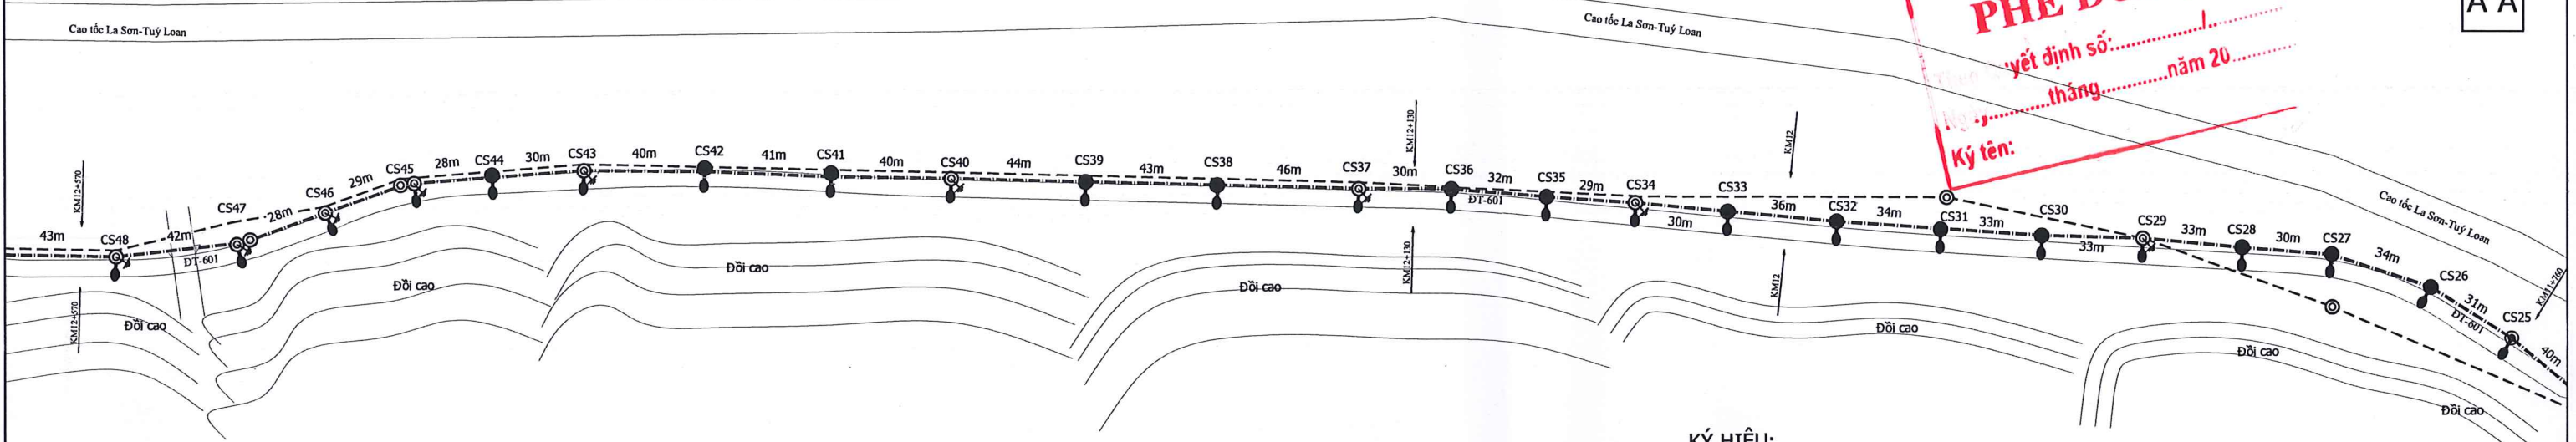 Cao tốc La Sơn-Tuý Loan
Cao tốc La Sơn-Tuý Loan
A A
yết định số:............../..............
..............tháng..............năm 20..........
Ký tên:
KM12+570
KM12+130
KM12
Cao tốc La Sơn-Tuý Loan
43m
CS48
42m
CS47
28m
CS46
29m
CS45
28m
CS44
30m
CS43
40m
CS42
41m
CS41
40m
CS40
44m
CS39
43m
CS38
46m
CS37
30m
CS36
32m
CS35
29m
CS34
30m
CS33
36m
CS32
34m
CS31
33m
CS30
33m
CS29
33m
CS28
30m
CS27
34m
CS26
31m
CS25
40m
ĐT-601
ĐT-601
ĐT-601
KM11+760
KM12+570
KM12+130
KM12
Đồi cao
Đồi cao
Đồi cao
Đồi cao
Đồi cao
Đồi cao
Đồi cao
KÝ HIỆU: